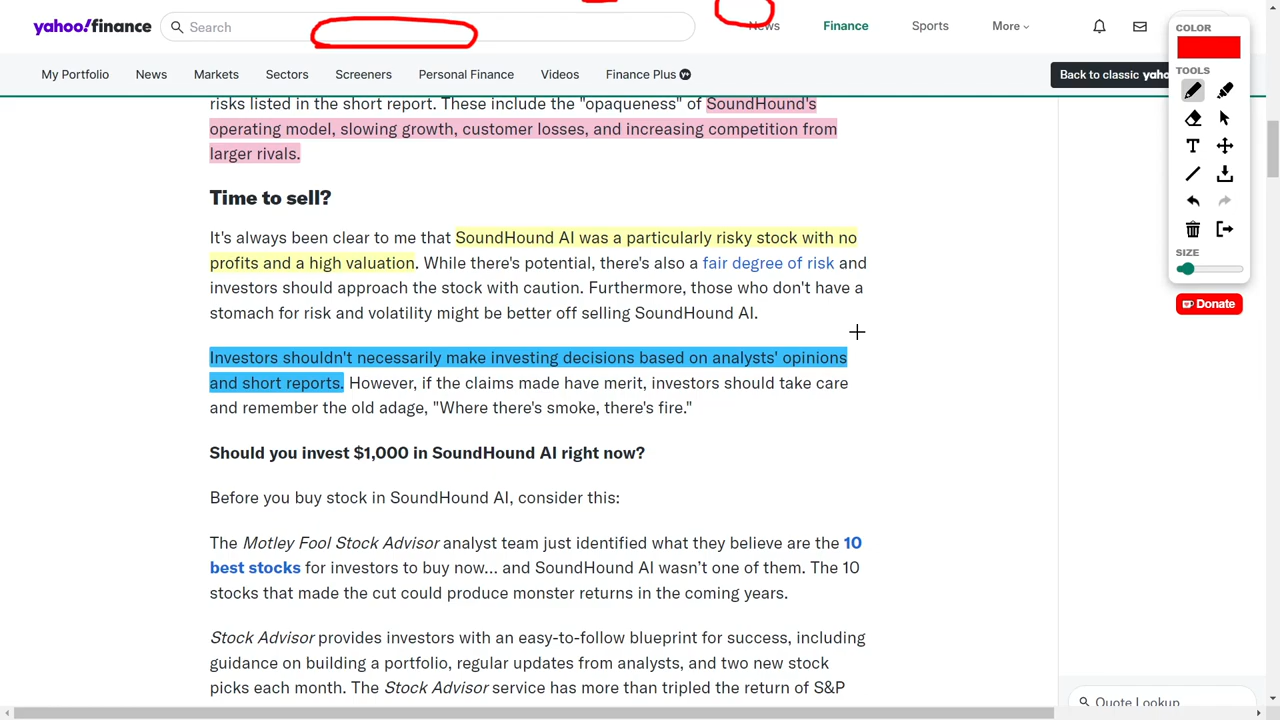 yahoo!finance
Search
News
Finance
Sports
More
COLOR
TOOLS
SIZE
Donate
My Portfolio
News
Markets
Sectors
Screeners
Personal Finance
Videos
Finance Plus
Back to classic yaho
risks listed in the short report. These include the "opaqueness" of SoundHound's
operating model, slowing growth, customer losses, and increasing competition from
larger rivals.
Time to sell?
It's always been clear to me that SoundHound AI was a particularly risky stock with no
profits and a high valuation. While there's potential, there's also a fair degree of risk and
investors should approach the stock with caution. Furthermore, those who don't have a
stomach for risk and volatility might be better off selling SoundHound AI.
Investors shouldn't necessarily make investing decisions based on analysts' opinions
and short reports. However, if the claims made have merit, investors should take care
and remember the old adage, "Where there's smoke, there's fire."
Should you invest $1,000 in SoundHound AI right now?
Before you buy stock in SoundHound AI, consider this:
The Motley Fool Stock Advisor analyst team just identified what they believe are the 10
best stocks for investors to buy now… and SoundHound AI wasn't one of them. The 10
stocks that made the cut could produce monster returns in the coming years.
Stock Advisor provides investors with an easy-to-follow blueprint for success, including
guidance on building a portfolio, regular updates from analysts, and two new stock
picks each month. The Stock Advisor service has more than tripled the return of S&P
Quote Lookup